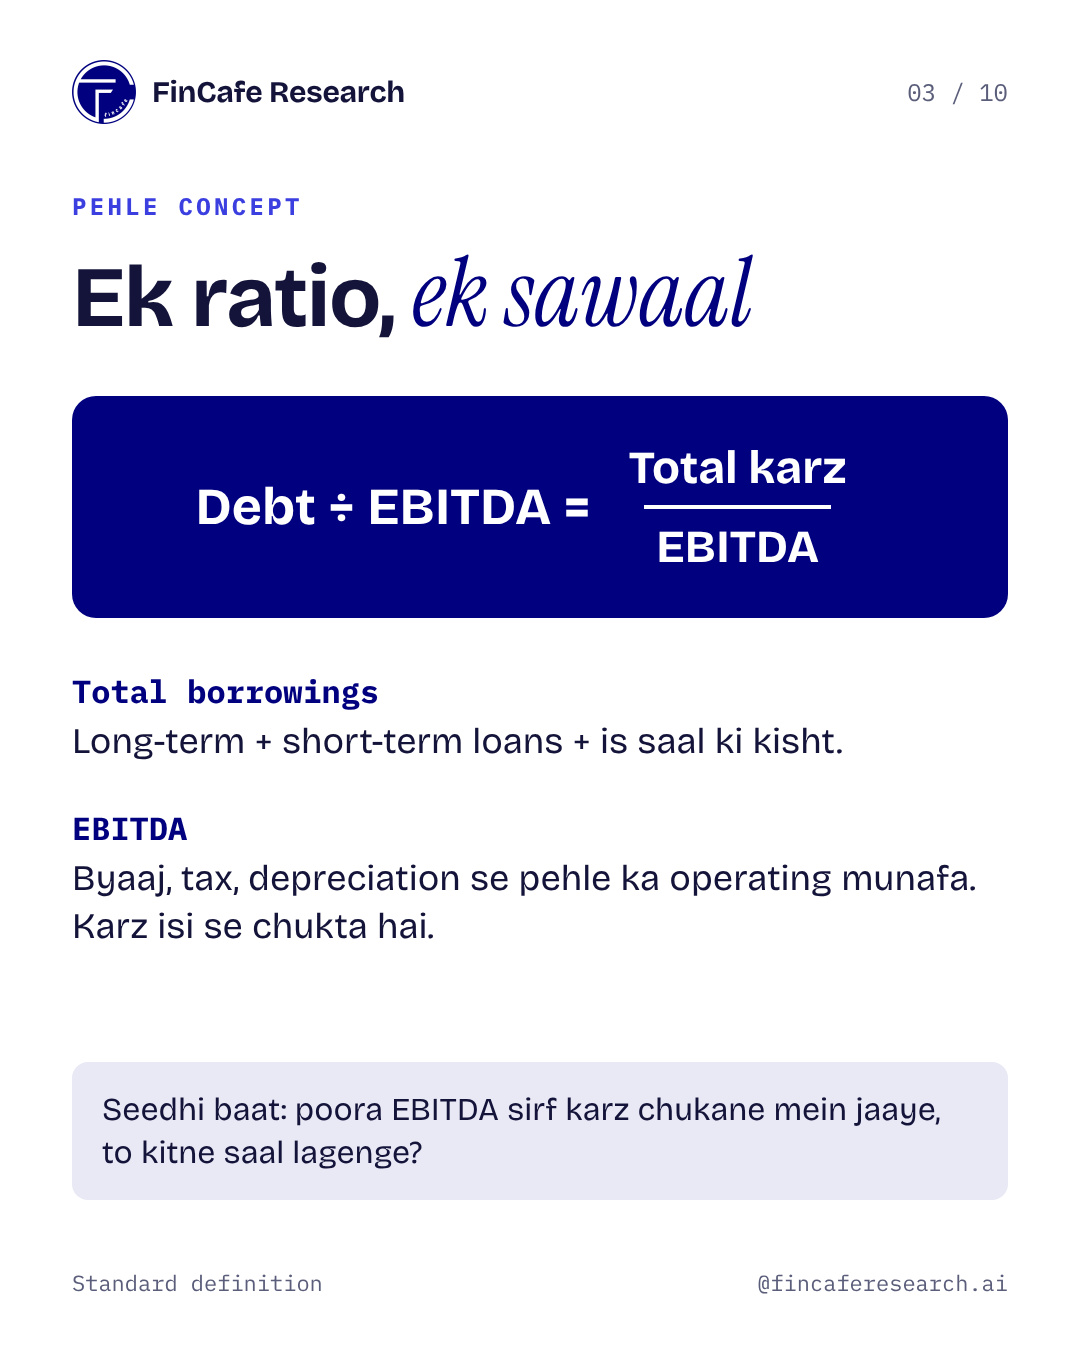 FinCafe Research
03 / 10
PEHLE CONCEPT
Ek ratio, ek sawaal
Debt ÷ EBITDA =
Total karz
EBITDA
Total borrowings
Long-term + short-term loans + is saal ki kisht.
EBITDA
Byaaj, tax, depreciation se pehle ka operating munafa.
Karz isi se chukta hai.
Seedhi baat: poora EBITDA sirf karz chukane mein jaaye,
to kitne saal lagenge?
Standard definition
@fincaferesearch.ai